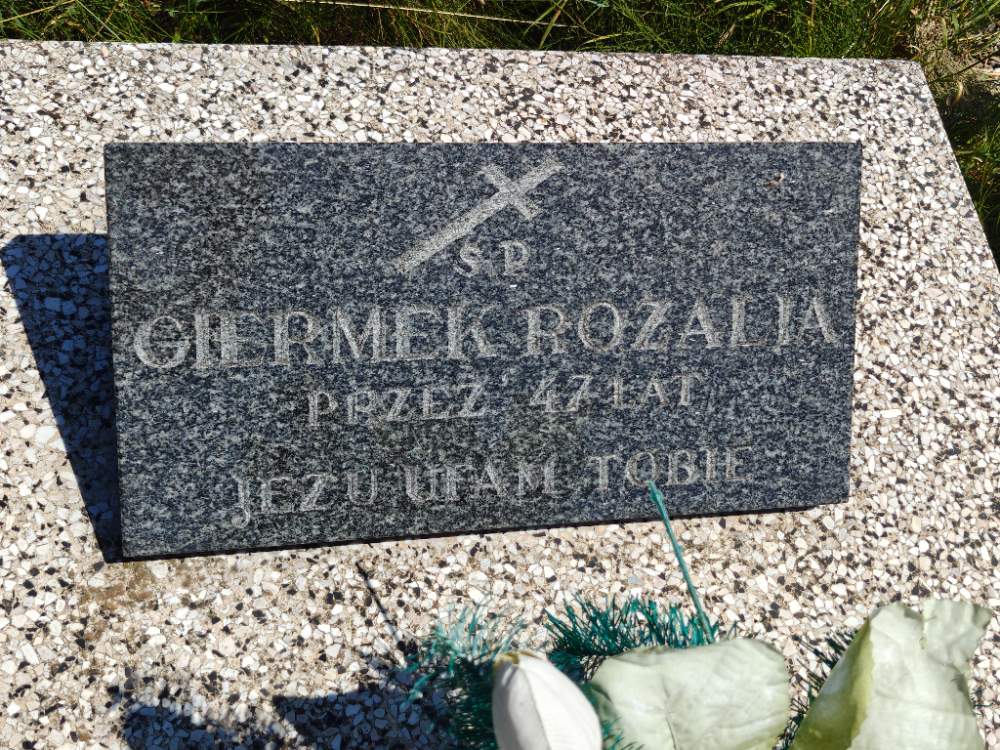 Ś.P.
GIERMEK ROZALIA
PRZEŻ 47 LAT
JEZU UFAM TOBIE